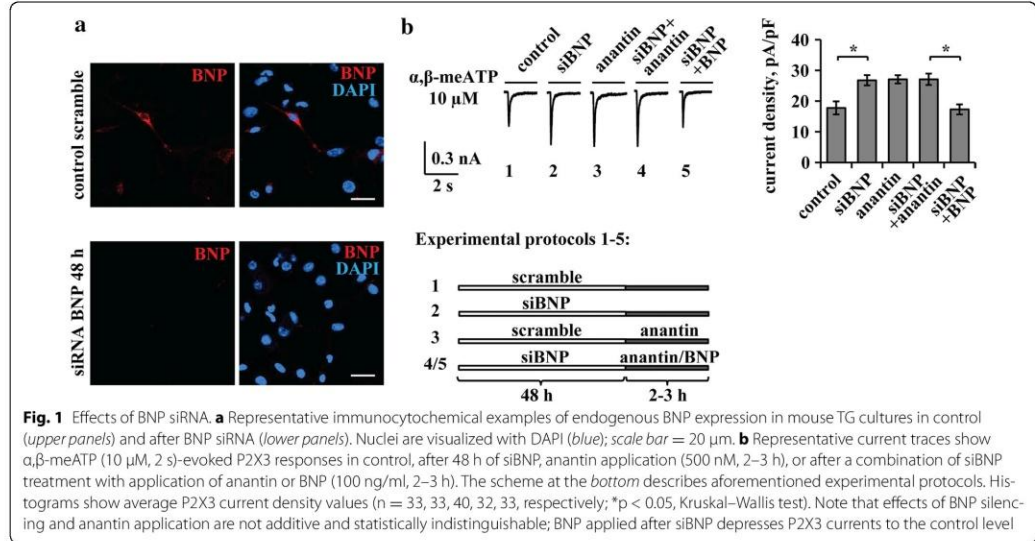 a
control scramble
BNP
BNP
DAPI
siRNA BNP 48 h
BNP
BNP
DAPI
b
control
siBNP
anantin
siBNP+
anantin
siBNP
+BNP
α,β-meATP
10 μM
0.3 nA
2 s
1 2 3 4 5
current density, pA/pF
40
30
20
10
0
* *
control
siBNP
anantin
siBNP
+anantin
siBNP
+BNP
Experimental protocols 1-5:
1 scramble
2 siBNP
3 scramble anantin
4/5 siBNP anantin/BNP
48 h 2-3 h
Fig. 1 Effects of BNP siRNA. a Representative immunocytochemical examples of endogenous BNP expression in mouse TG cultures in control
(upper panels) and after BNP siRNA (lower panels). Nuclei are visualized with DAPI (blue); scale bar = 20 μm. b Representative current traces show
α,β-meATP (10 μM, 2 s)-evoked P2X3 responses in control, after 48 h of siBNP, anantin application (500 nM, 2–3 h), or after a combination of siBNP
treatment with application of anantin or BNP (100 ng/ml, 2–3 h). The scheme at the bottom describes aforementioned experimental protocols. His-
tograms show average P2X3 current density values (n = 33, 33, 40, 32, 33, respectively; *p < 0.05, Kruskal–Wallis test). Note that effects of BNP silenc-
ing and anantin application are not additive and statistically indistinguishable; BNP applied after siBNP depresses P2X3 currents to the control level